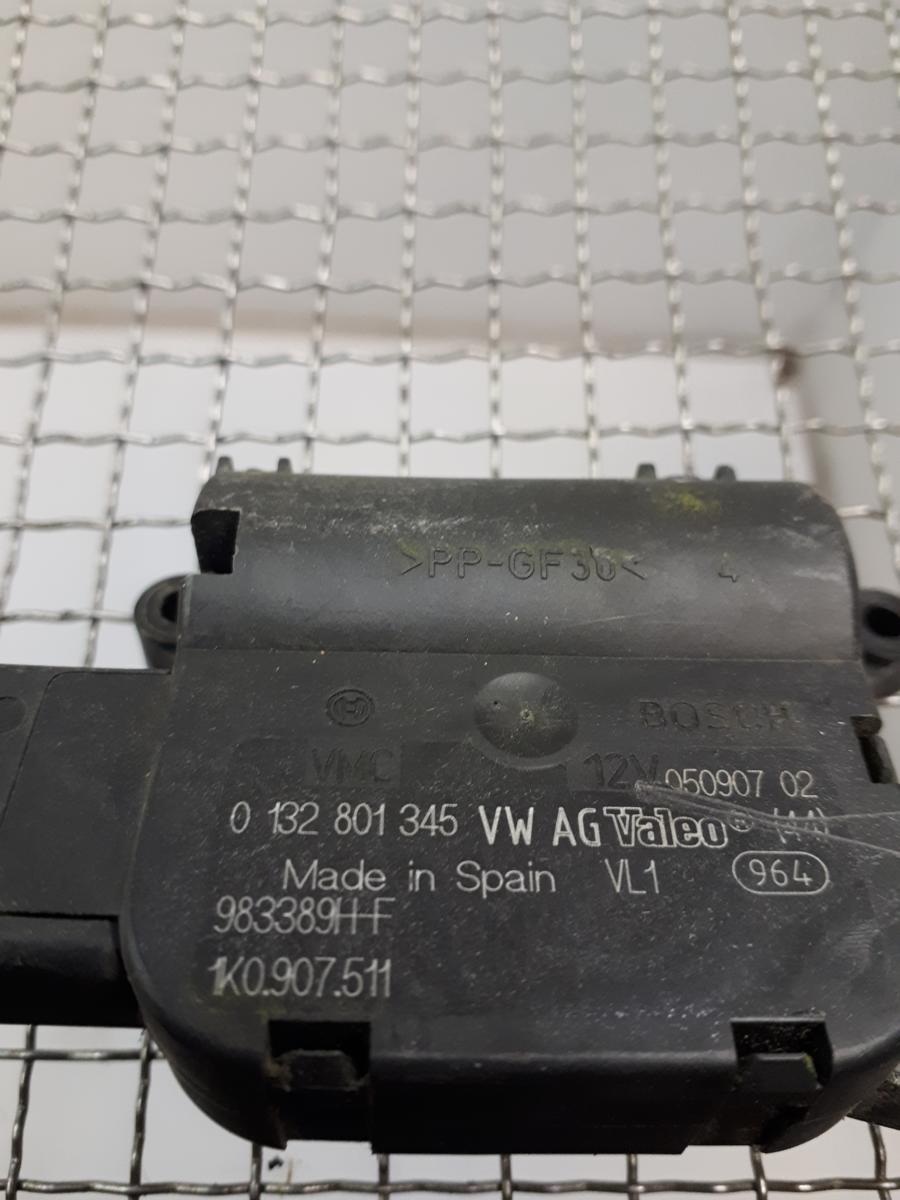 >PP-GF30< 4
BOSCH
VMC 12V 050907 02
0 132 801 345 VW AG Valeo® (44)
Made in Spain VL1 964
983389H-F
1K0.907.511